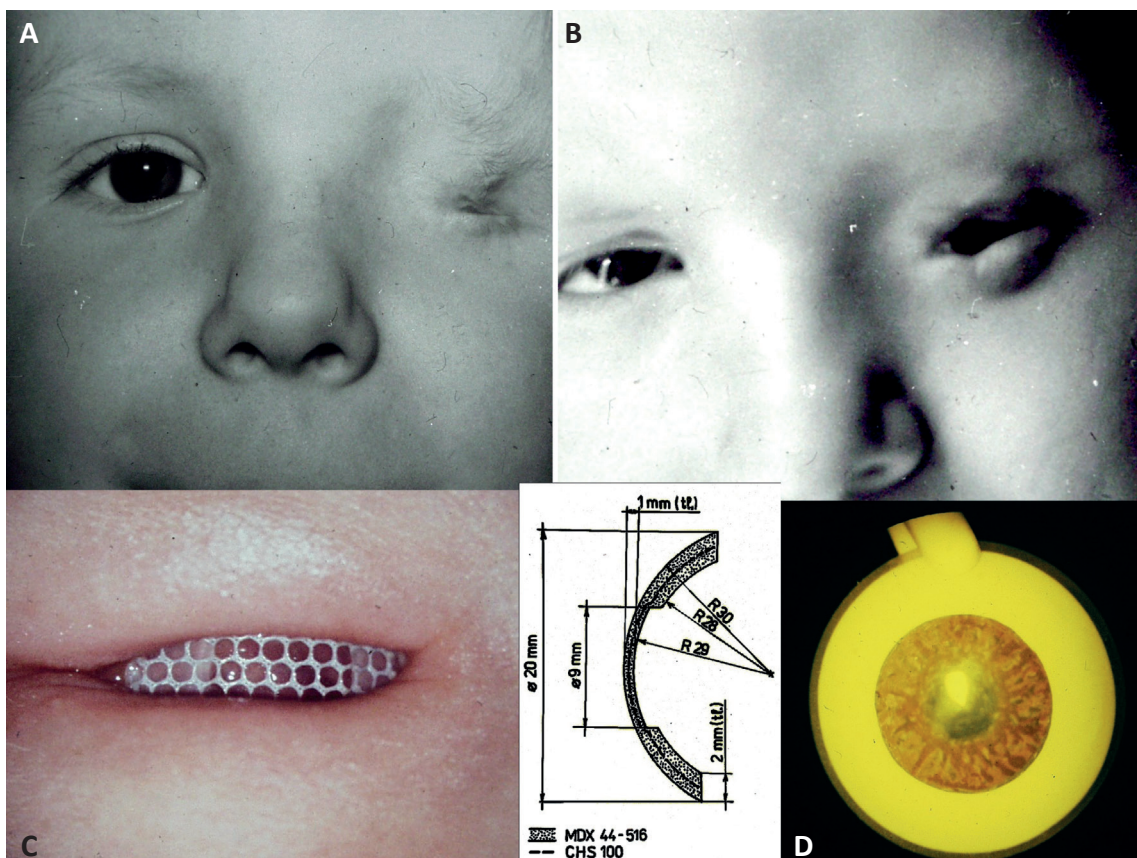 A
B
1 mm (tl.)
ø 20 mm
ø 9 mm
R 30
R 28
R 29
2 mm (tl.)
MDX 44-516
CHS 100
C
D